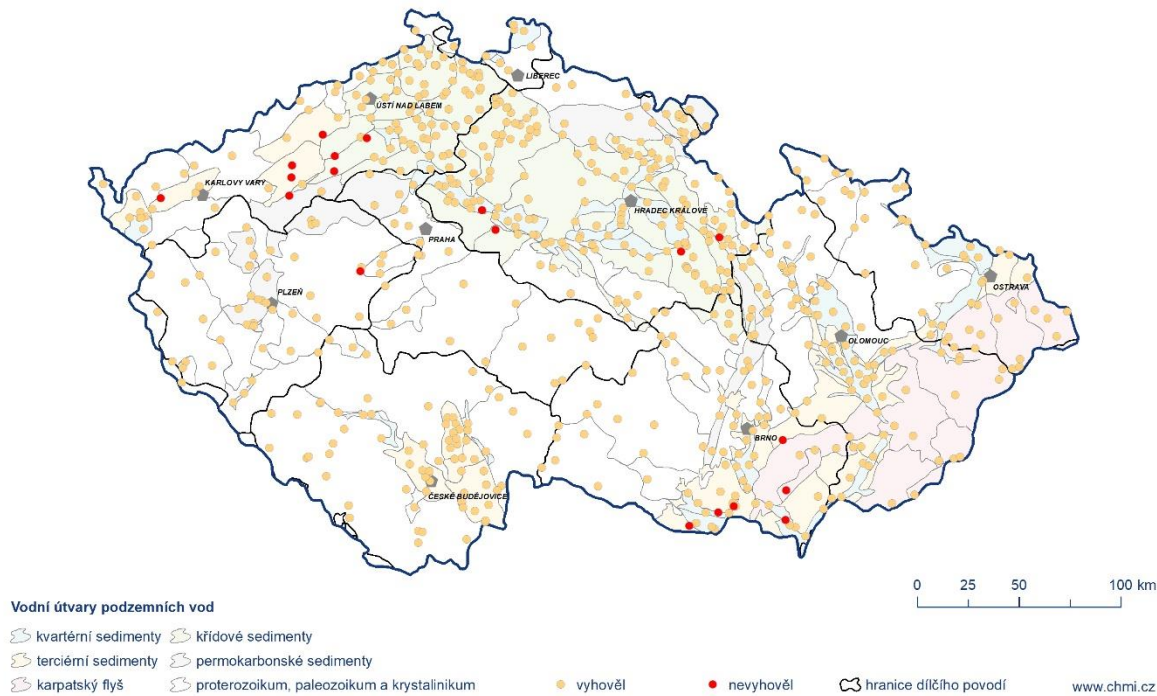 LIBEREC
ÚSTÍ NAD LABEM
KARLOVY VARY
HRADEC KRÁLOVÉ
PRAHA
OSTRAVA
PLZEŇ
OLOMOUC
BRNO
ČESKÉ BUDĚJOVICE
0 25 50 100 km
Vodní útvary podzemních vod
kvartérní sedimenty křídové sedimenty
terciérní sedimenty permokarbonské sedimenty
karpatský flyš proterozoikum, paleozoikum a krystalinikum vyhověl nevyhověl hranice dílčího povodí www.chmi.cz